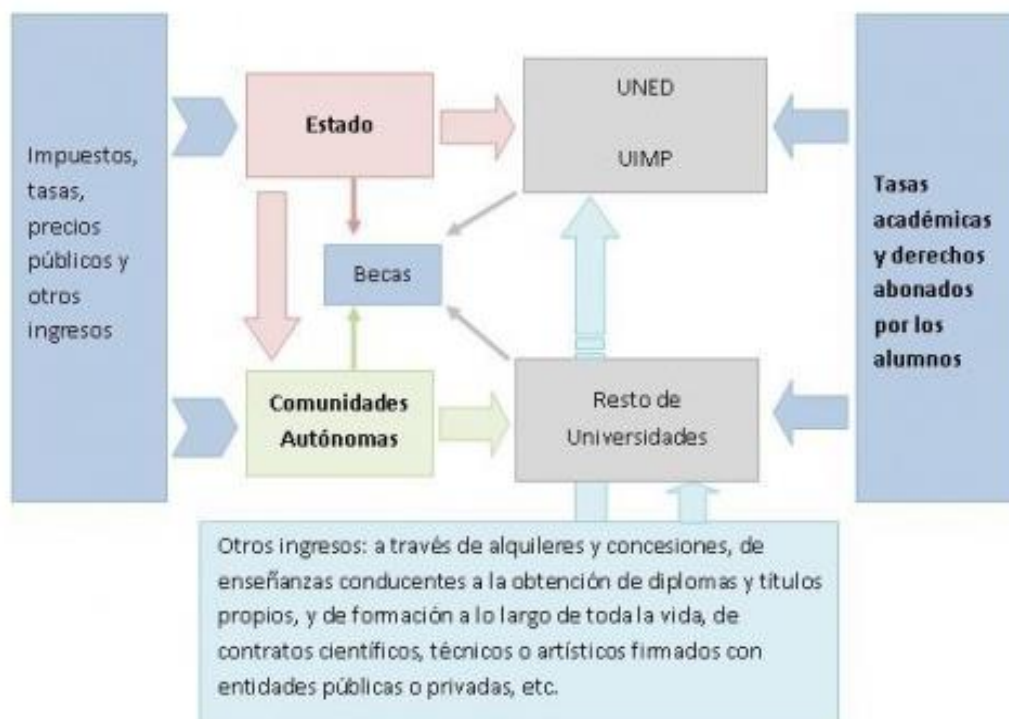 Impuestos,
tasas,
precios
públicos y
otros
ingresos
Estado
UNED
UIMP
Becas
Comunidades
Autónomas
Resto de
Universidades
Tasas
académicas
y derechos
abonados
por los
alumnos
Otros ingresos: a través de alquileres y concesiones, de
enseñanzas conducentes a la obtención de diplomas y títulos
propios, y de formación a lo largo de toda la vida, de
contratos científicos, técnicos o artísticos firmados con
entidades públicas o privadas, etc.